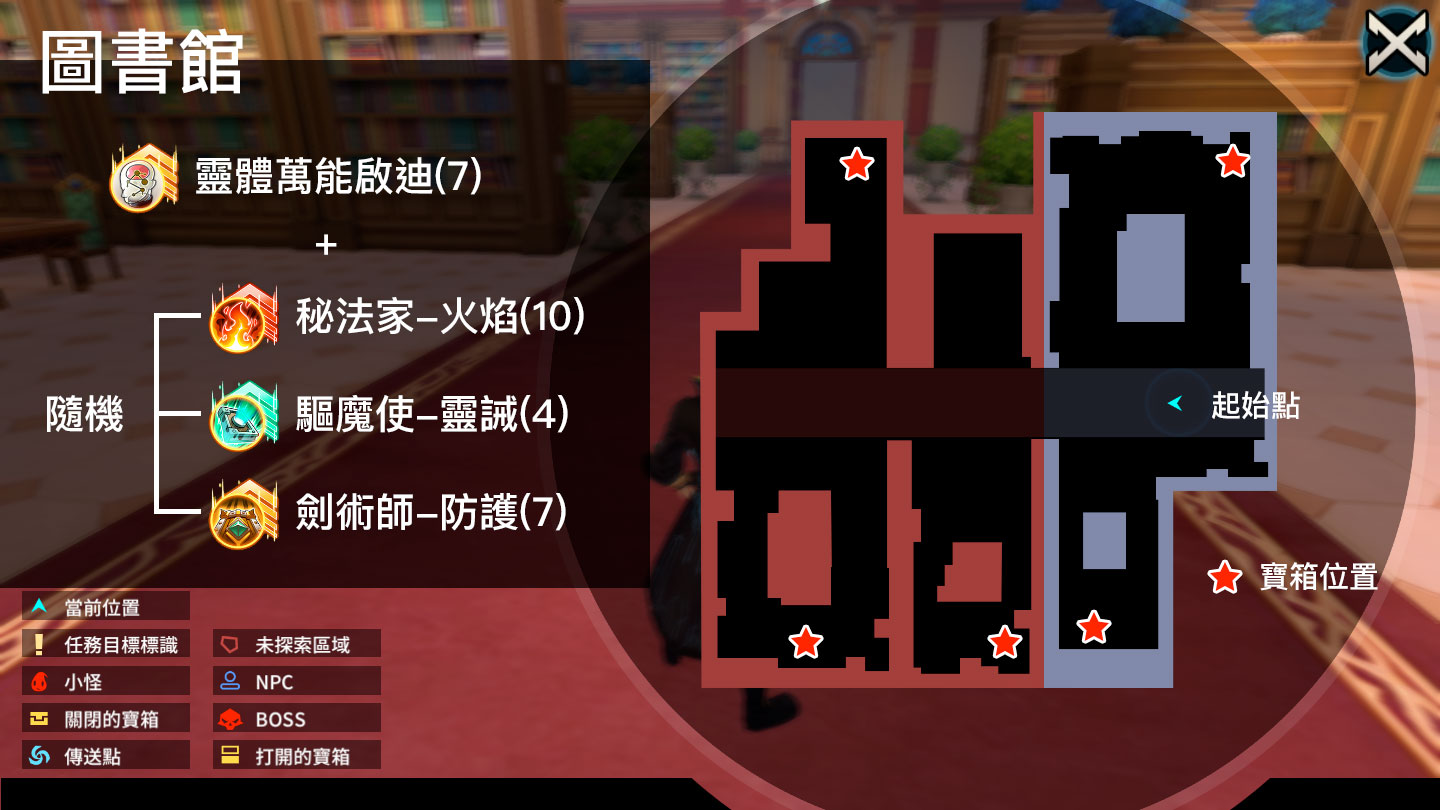 圖書館
靈體萬能啟迪(7)
+
隨機
秘法家–火焰(10)
驅魔使–靈誡(4)
劍術師–防護(7)
起始點
寶箱位置
當前位置
任務目標標識
未探索區域
小怪
NPC
關閉的寶箱
BOSS
傳送點
打開的寶箱